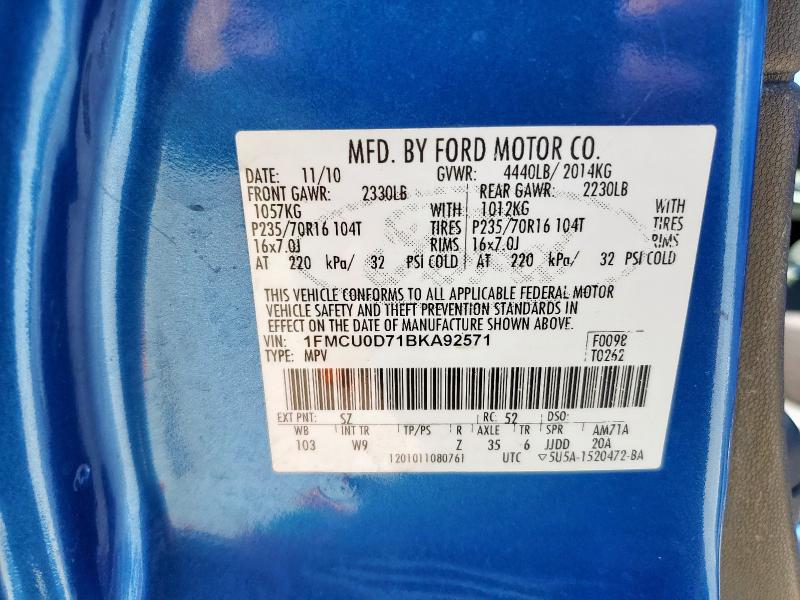 MFD. BY FORD MOTOR CO.
DATE: 11/10 GVWR: 4440LB/ 2014KG
FRONT GAWR: 2330LB REAR GAWR: 2230LB
1057KG WITH 1012KG WITH
P235/70R16 104T TIRES P235/70R16 104T TIRES
16x7.0J RIMS 16x7.0J RIMS
AT 220 kPa/ 32 PSI COLD AT 220 kPa/ 32 PSI COLD
THIS VEHICLE CONFORMS TO ALL APPLICABLE FEDERAL MOTOR
VEHICLE SAFETY AND THEFT PREVENTION STANDARDS IN
EFFECT ON THE DATE OF MANUFACTURE SHOWN ABOVE.
VIN: 1FMCU0D71BKA92571 F0098
TYPE: MPV T0262
EXT PNT: SZ RC: 52 DSO:
WB INT TR TP/PS R AXLE TR SPR AM71A
103 W9 Z 35 6 JJDD 20A
1201011080761 UTC ▽5U5A-1520472-BA